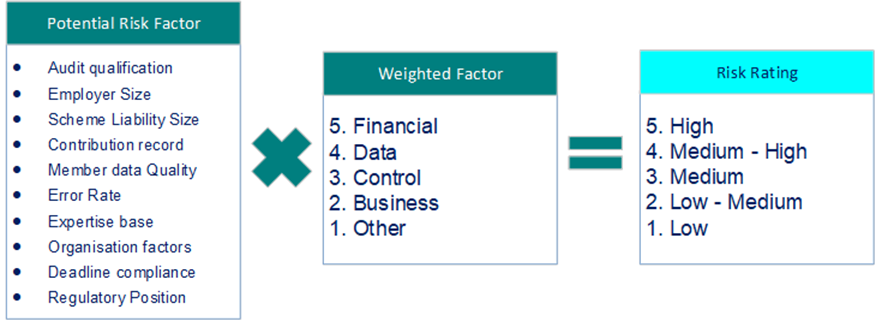 Potential Risk Factor
• Audit qualification
• Employer Size
• Scheme Liability Size
• Contribution record
• Member data Quality
• Error Rate
• Expertise base
• Organisation factors
• Deadline compliance
• Regulatory Position
Weighted Factor
5. Financial
4. Data
3. Control
2. Business
1. Other
Risk Rating
5. High
4. Medium - High
3. Medium
2. Low - Medium
1. Low